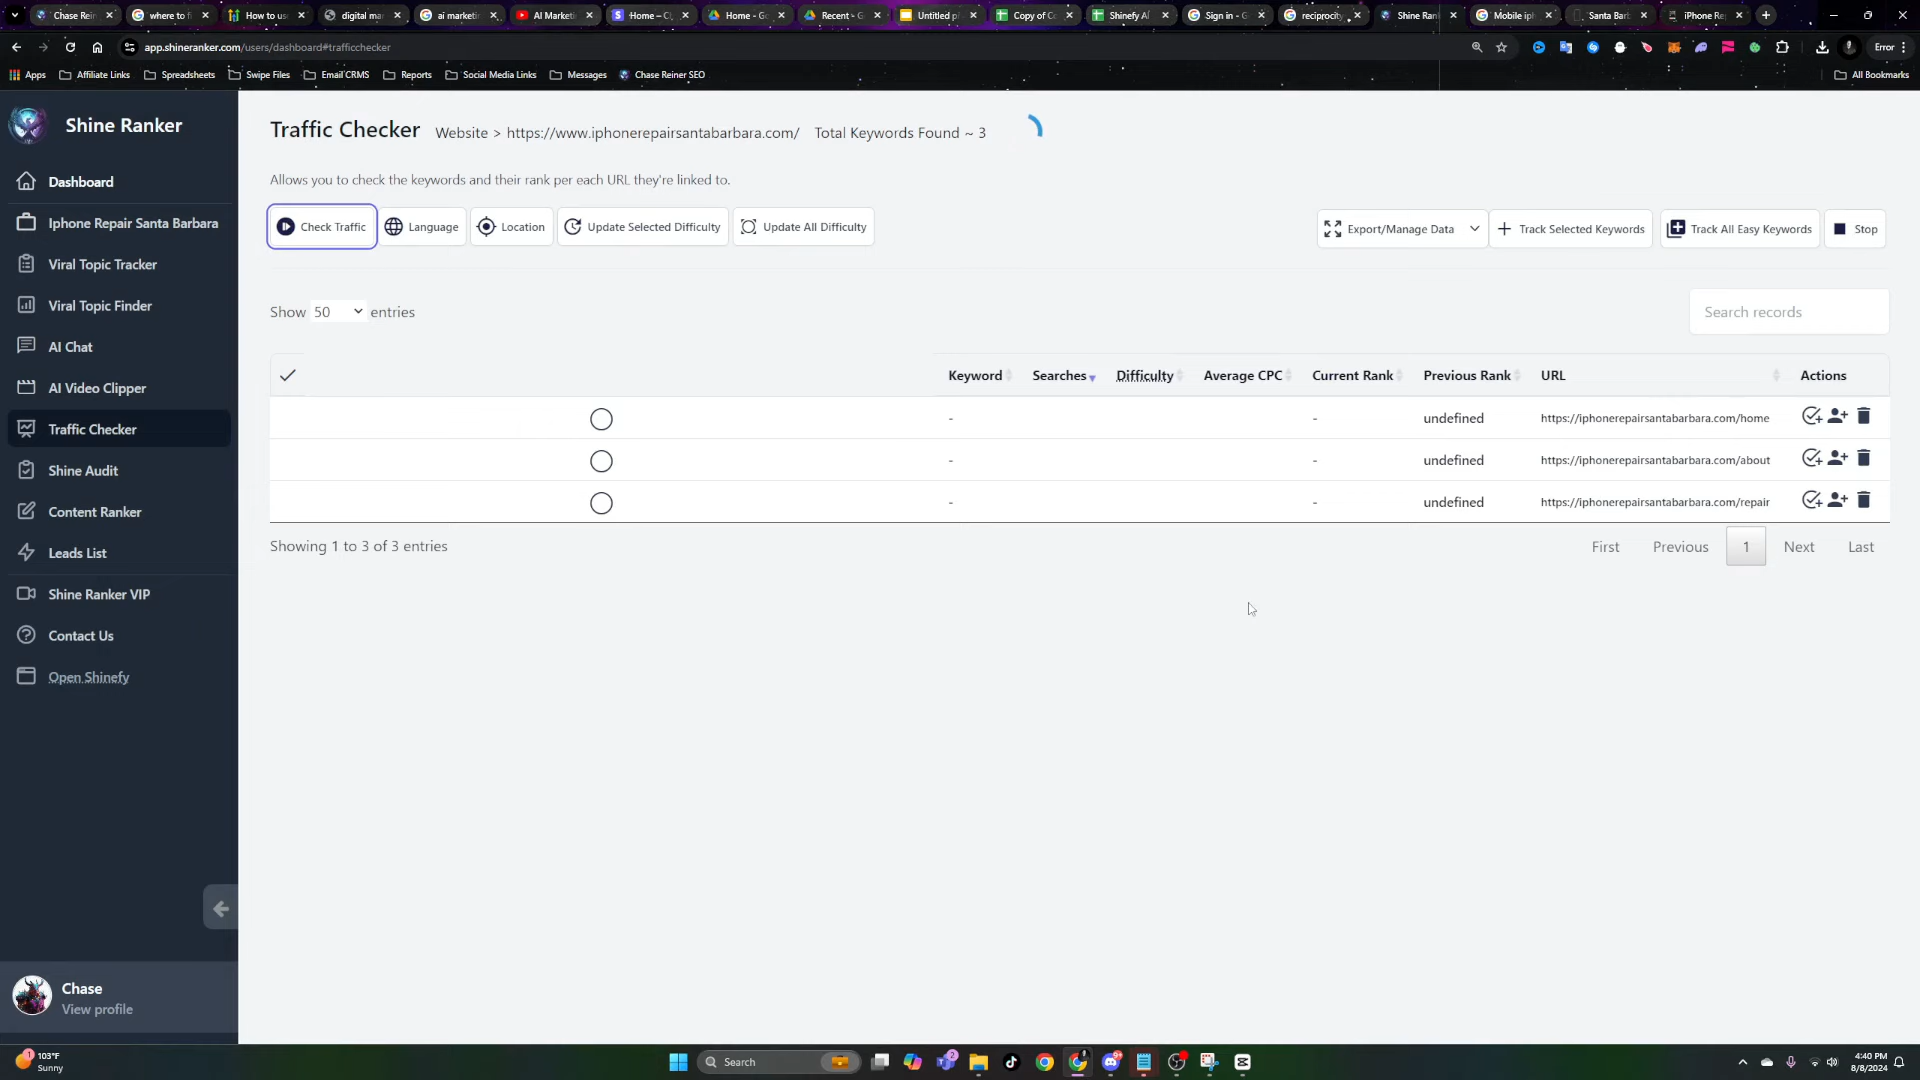 Chase Rei
where to f
How to us
digital ma
ai marketi
AI Marketi
Home – C
Home - G
Recent - G
Untitled p
Copy of C
Shinefy Al
Sign in - G
reciprocity
Shine Ran
Mobile ip
Santa Bar
iPhone Re
app.shineranker.com/users/dashboard#trafficchecker
Error
Apps
Affiliate Links
Spreadsheets
Swipe Files
Email CRMS
Reports
Social Media Links
Messages
Chase Reiner SEO
All Bookmarks
Shine Ranker
Dashboard
Iphone Repair Santa Barbara
Viral Topic Tracker
Viral Topic Finder
AI Chat
AI Video Clipper
Traffic Checker
Shine Audit
Content Ranker
Leads List
Shine Ranker VIP
Contact Us
Open Shinefy
Chase
View profile
Traffic Checker Website > https://www.iphonerepairsantabarbara.com/ Total Keywords Found ~ 3
Allows you to check the keywords and their rank per each URL they're linked to.
Check Traffic Language Location Update Selected Difficulty Update All Difficulty Export/Manage Data Track Selected Keywords Track All Easy Keywords Stop
Show 50 entries Search records
Keyword Searches Difficulty Average CPC Current Rank Previous Rank URL Actions
- - undefined https://iphonerepairsantabarbara.com/home
- - undefined https://iphonerepairsantabarbara.com/about
- - undefined https://iphonerepairsantabarbara.com/repair
Showing 1 to 3 of 3 entries First Previous 1 Next Last
103°F
Sunny
Search
4:40 PM
8/8/2024